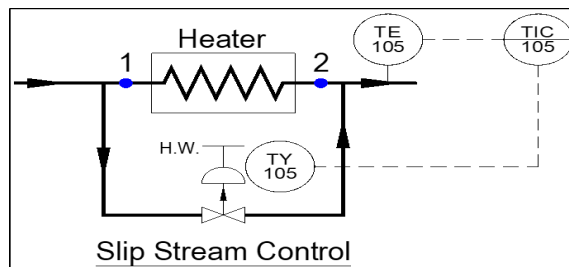 Heater
TE
105
TIC
105
1
2
H.W.
TY
105
Slip Stream Control